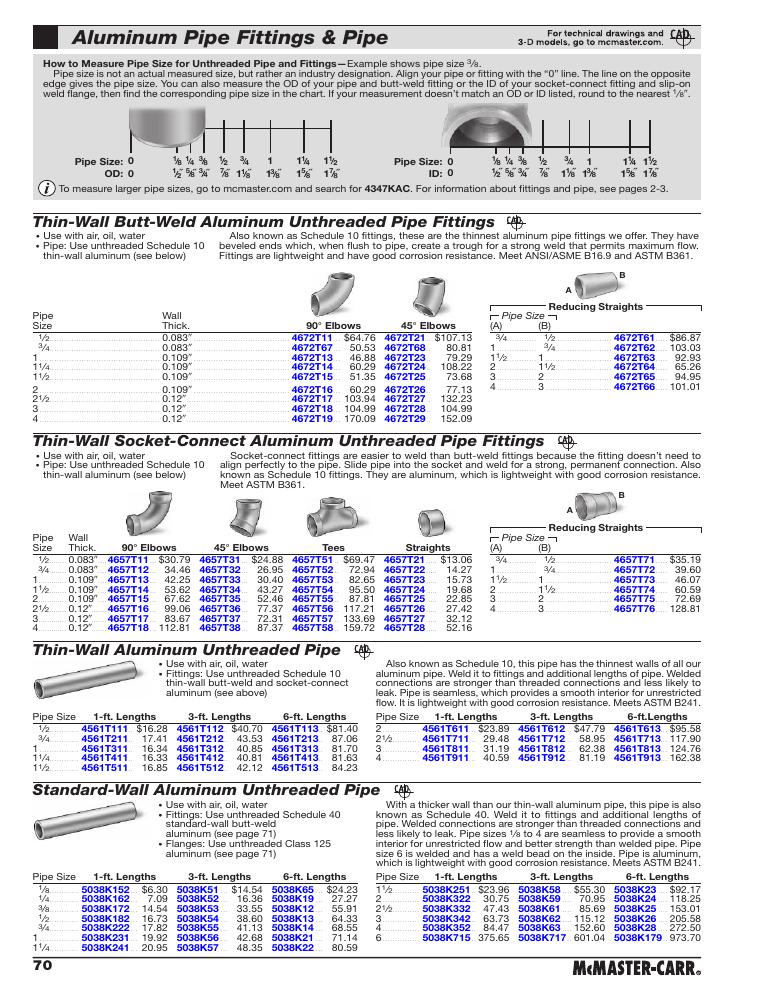 Aluminum Pipe Fittings & Pipe
For technical drawings and
3-D models, go to mcmaster.com.
CAD
How to Measure Pipe Size for Unthreaded Pipe and Fittings—Example shows pipe size 3/8.
Pipe size is not an actual measured size, but rather an industry designation. Align your pipe or fitting with the "0" line. The line on the opposite
edge gives the pipe size. You can also measure the OD of your pipe and butt-weld fitting or the ID of your socket-connect fitting and slip-on
weld flange, then find the corresponding pipe size in the chart. If your measurement doesn't match an OD or ID listed, round to the nearest 1/8″.
Pipe Size: 0 1/8 1/4 3/8 1/2 3/4 1 1 1/4 1 1/2
OD: 0 1/2″ 5/8″ 3/4″ 7/8″ 1 1/8″ 1 3/8″ 1 5/8″ 1 7/8″
Pipe Size: 0 1/8 1/4 3/8 1/2 3/4 1 1 1/4 1 1/2
ID: 0 1/2″ 5/8″ 3/4″ 7/8″ 1 1/8″ 1 3/8″ 1 5/8″ 1 7/8″
i To measure larger pipe sizes, go to mcmaster.com and search for 4347KAC. For information about fittings and pipe, see pages 2-3.
Thin-Wall Butt-Weld Aluminum Unthreaded Pipe Fittings CAD
• Use with air, oil, water
• Pipe: Use unthreaded Schedule 10
thin-wall aluminum (see below)
Also known as Schedule 10 fittings, these are the thinnest aluminum pipe fittings we offer. They have
beveled ends which, when flush to pipe, create a trough for a strong weld that permits maximum flow.
Fittings are lightweight and have good corrosion resistance. Meet ANSI/ASME B16.9 and ASTM B361.
Pipe Size Wall Thick. 90° Elbows 45° Elbows
1/2 0.083″ 4672T11 $64.76 4672T21 $107.13
3/4 0.083″ 4672T67 50.53 4672T68 80.81
1 0.109″ 4672T13 46.88 4672T23 79.29
1 1/4 0.109″ 4672T14 60.29 4672T24 108.22
1 1/2 0.109″ 4672T15 51.35 4672T25 73.68
2 0.109″ 4672T16 60.29 4672T26 77.13
2 1/2 0.12″ 4672T17 103.94 4672T27 132.23
3 0.12″ 4672T18 104.99 4672T28 104.99
4 0.12″ 4672T19 170.09 4672T29 152.09
A B
Reducing Straights
Pipe Size
(A) (B)
3/4 1/2 4672T61 $86.87
1 3/4 4672T62 103.03
1 1/2 1 4672T63 92.93
2 1 1/2 4672T64 65.26
3 2 4672T65 94.95
4 3 4672T66 101.01
Thin-Wall Socket-Connect Aluminum Unthreaded Pipe Fittings CAD
• Use with air, oil, water
• Pipe: Use unthreaded Schedule 10
thin-wall aluminum (see below)
Socket-connect fittings are easier to weld than butt-weld fittings because the fitting doesn't need to
align perfectly to the pipe. Slide pipe into the socket and weld for a strong, permanent connection. Also
known as Schedule 10 fittings. They are aluminum, which is lightweight with good corrosion resistance.
Meet ASTM B361.
Pipe Size Wall Thick. 90° Elbows 45° Elbows Tees Straights
1/2 0.083″ 4657T11 $30.79 4657T31 $24.88 4657T51 $69.47 4657T21 $13.06
3/4 0.083″ 4657T12 34.46 4657T32 26.95 4657T52 72.94 4657T22 14.27
1 0.109″ 4657T13 42.25 4657T33 30.40 4657T53 82.65 4657T23 15.73
1 1/2 0.109″ 4657T14 53.62 4657T34 43.27 4657T54 95.50 4657T24 19.68
2 0.109″ 4657T15 67.62 4657T35 52.46 4657T55 87.81 4657T25 22.85
2 1/2 0.12″ 4657T16 99.06 4657T36 77.37 4657T56 117.21 4657T26 27.42
3 0.12″ 4657T17 83.67 4657T37 72.31 4657T57 133.69 4657T27 32.12
4 0.12″ 4657T18 112.81 4657T38 87.37 4657T58 159.72 4657T28 52.16
A B
Reducing Straights
Pipe Size
(A) (B)
3/4 1/2 4657T71 $35.19
1 3/4 4657T72 39.60
1 1/2 1 4657T73 46.07
2 1 1/2 4657T74 60.59
3 2 4657T75 72.69
4 3 4657T76 128.81
Thin-Wall Aluminum Unthreaded Pipe CAD
• Use with air, oil, water
• Fittings: Use unthreaded Schedule 10
thin-wall butt-weld and socket-connect
aluminum (see above)
Also known as Schedule 10, this pipe has the thinnest walls of all our
aluminum pipe. Weld it to fittings and additional lengths of pipe. Welded
connections are stronger than threaded connections and less likely to
leak. Pipe is seamless, which provides a smooth interior for unrestricted
flow. It is lightweight with good corrosion resistance. Meets ASTM B241.
Pipe Size 1-ft. Lengths 3-ft. Lengths 6-ft. Lengths
1/2 4561T111 $16.28 4561T112 $40.70 4561T113 $81.40
3/4 4561T211 17.41 4561T212 43.53 4561T213 87.06
1 4561T311 16.34 4561T312 40.85 4561T313 81.70
1 1/4 4561T411 16.33 4561T412 40.81 4561T413 81.63
1 1/2 4561T511 16.85 4561T512 42.12 4561T513 84.23
Pipe Size 1-ft. Lengths 3-ft. Lengths 6-ft.Lengths
2 4561T611 $23.89 4561T612 $47.79 4561T613 $95.58
2 1/2 4561T711 29.48 4561T712 58.95 4561T713 117.90
3 4561T811 31.19 4561T812 62.38 4561T813 124.76
4 4561T911 40.59 4561T912 81.19 4561T913 162.38
Standard-Wall Aluminum Unthreaded Pipe CAD
• Use with air, oil, water
• Fittings: Use unthreaded Schedule 40
standard-wall butt-weld
aluminum (see page 71)
• Flanges: Use unthreaded Class 125
aluminum (see page 71)
With a thicker wall than our thin-wall aluminum pipe, this pipe is also
known as Schedule 40. Weld it to fittings and additional lengths of
pipe. Welded connections are stronger than threaded connections and
less likely to leak. Pipe sizes 1/8 to 4 are seamless to provide a smooth
interior for unrestricted flow and better strength than welded pipe. Pipe
size 6 is welded and has a weld bead on the inside. Pipe is aluminum,
which is lightweight with good corrosion resistance. Meets ASTM B241.
Pipe Size 1-ft. Lengths 3-ft. Lengths 6-ft. Lengths
1/8 5038K152 $6.30 5038K51 $14.54 5038K65 $24.23
1/4 5038K162 7.09 5038K52 16.36 5038K19 27.27
3/8 5038K172 14.54 5038K53 33.55 5038K12 55.91
1/2 5038K182 16.73 5038K54 38.60 5038K13 64.33
3/4 5038K222 17.82 5038K55 41.13 5038K14 68.55
1 5038K231 19.92 5038K56 42.68 5038K21 71.14
1 1/4 5038K241 20.95 5038K57 48.35 5038K22 80.59
Pipe Size 1-ft. Lengths 3-ft. Lengths 6-ft. Lengths
1 1/2 5038K251 $23.96 5038K58 $55.30 5038K23 $92.17
2 5038K322 30.75 5038K59 70.95 5038K24 118.25
2 1/2 5038K332 47.43 5038K61 85.69 5038K25 153.01
3 5038K342 63.73 5038K62 115.12 5038K26 205.58
4 5038K352 84.47 5038K63 152.60 5038K28 272.50
6 5038K715 375.65 5038K717 601.04 5038K179 973.70
70
McMASTER-CARR®